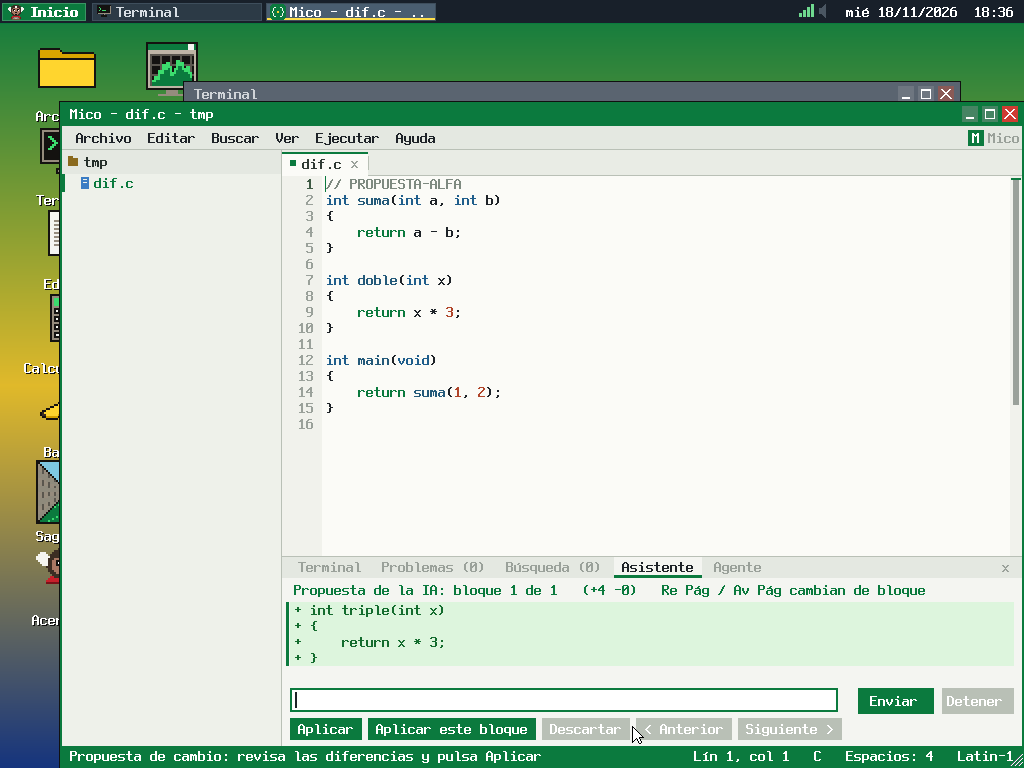 Inicio
Terminal
Mico - dif.c - ..
mié 18/11/2026 18:36
Terminal
Mico - dif.c - tmp
Archivo Editar Buscar Ver Ejecutar Ayuda
M Mico
tmp
dif.c
dif.c x
1 // PROPUESTA-ALFA
2 int suma(int a, int b)
3 {
4 return a - b;
5 }
6
7 int doble(int x)
8 {
9 return x * 3;
10 }
11
12 int main(void)
13 {
14 return suma(1, 2);
15 }
16
Terminal Problemas (0) Búsqueda (0) Asistente Agente x
Propuesta de la IA: bloque 1 de 1 (+4 -0) Re Pág / Av Pág cambian de bloque
+ int triple(int x)
+ {
+ return x * 3;
+ }
Enviar Detener
Aplicar Aplicar este bloque Descartar < Anterior Siguiente >
Propuesta de cambio: revisa las diferencias y pulsa Aplicar
Lín 1, col 1 C Espacios: 4 Latin-1